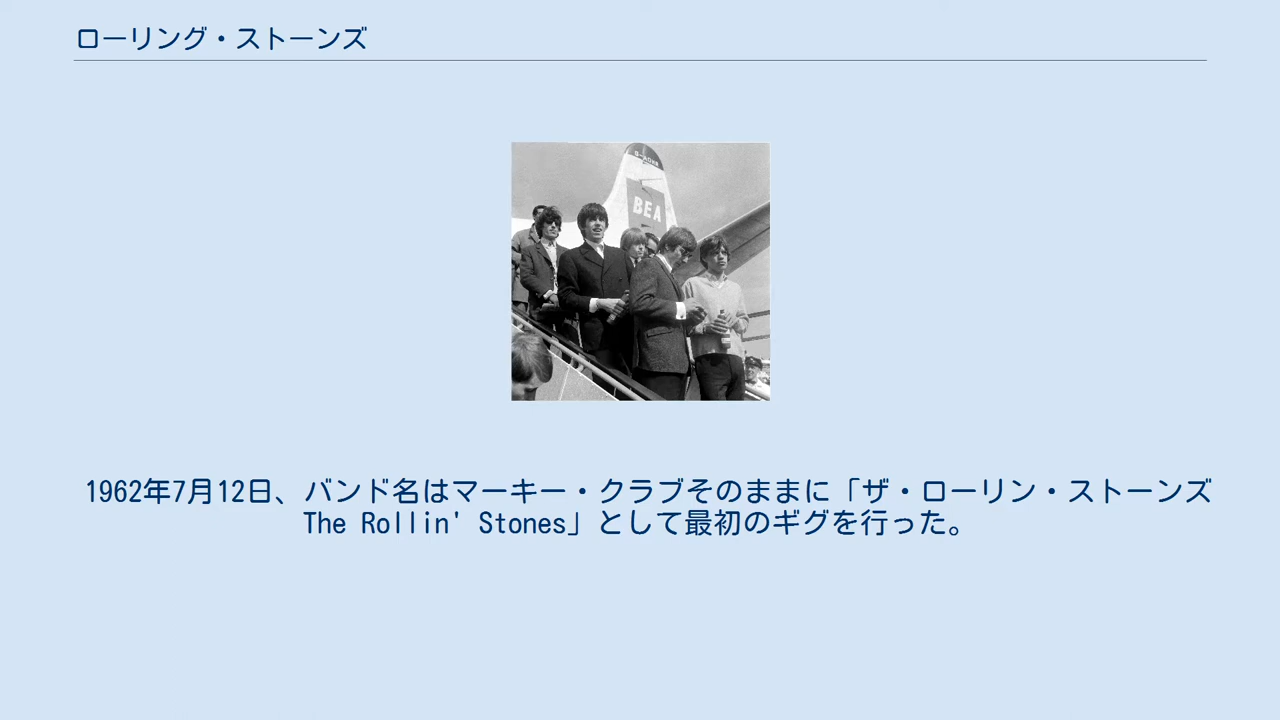 ローリング・ストーンズ
BEA
1962年7月12日、バンド名はマーキー・クラブそのままに「ザ・ローリン・ストーンズ
The Rollin' Stones」として最初のギグを行った。